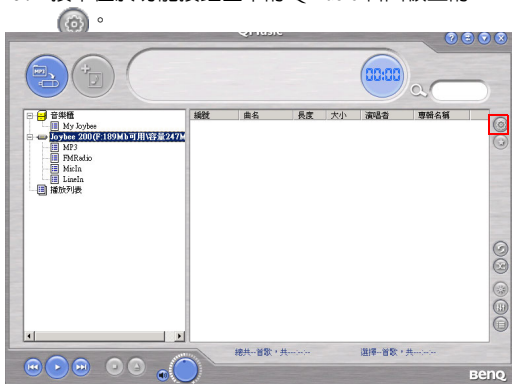 QMusic
MP3
00:00
音樂櫃
My Joybee
Joybee 200(F:189Mb可用\容量247M
MP3
FMRadio
MicIn
LineIn
播放列表
編號 曲名 長度 大小 演唱者 專輯名稱
總共--首歌,共---:--:--
選擇--首歌,共---:--:--
BenQ